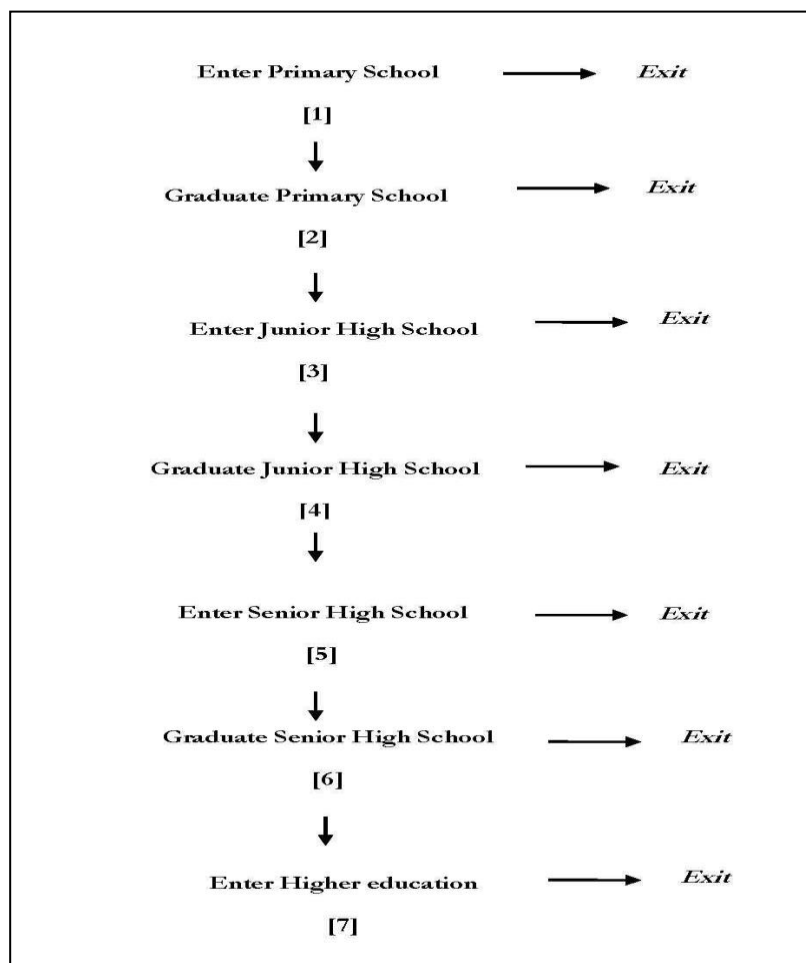 Enter Primary School Exit
[1]
Graduate Primary School Exit
[2]
Enter Junior High School Exit
[3]
Graduate Junior High School Exit
[4]
Enter Senior High School Exit
[5]
Graduate Senior High School Exit
[6]
Enter Higher education Exit
[7]